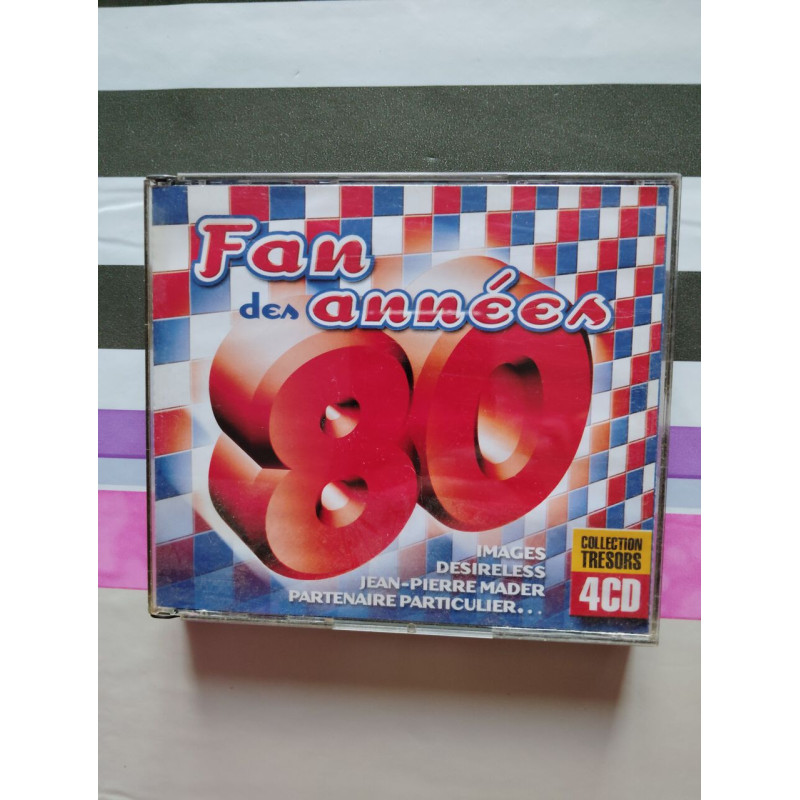 Fan
des années
80
IMAGES
DESIRELESS
JEAN-PIERRE MADER
PARTENAIRE PARTICULIER...
COLLECTION
TRESORS
4CD